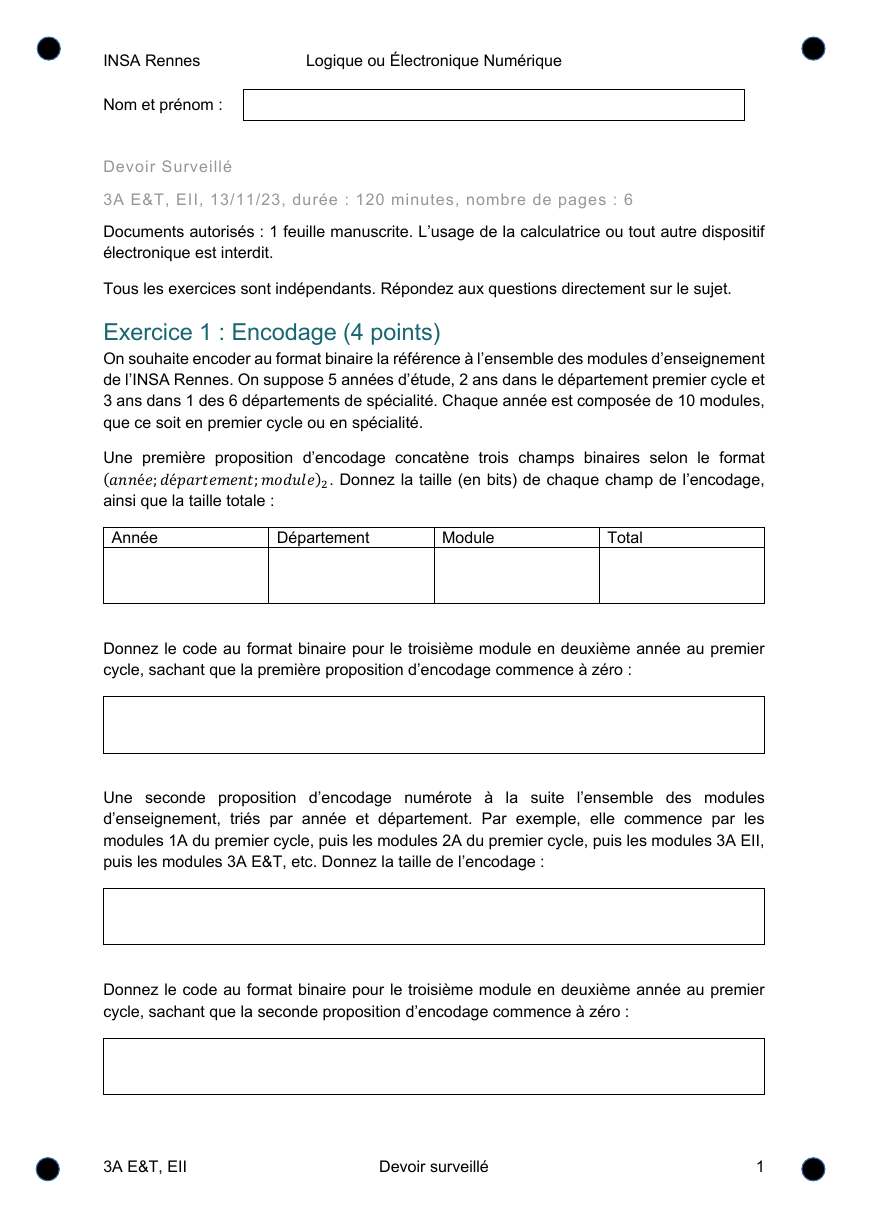 INSA Rennes Logique ou Électronique Numérique
Nom et prénom :
Devoir Surveillé
3A E&T, EII, 13/11/23, durée : 120 minutes, nombre de pages : 6
Documents autorisés : 1 feuille manuscrite. L’usage de la calculatrice ou tout autre dispositif
électronique est interdit.
Tous les exercices sont indépendants. Répondez aux questions directement sur le sujet.
Exercice 1 : Encodage (4 points)
On souhaite encoder au format binaire la référence à l’ensemble des modules d’enseignement
de l’INSA Rennes. On suppose 5 années d’étude, 2 ans dans le département premier cycle et
3 ans dans 1 des 6 départements de spécialité. Chaque année est composée de 10 modules,
que ce soit en premier cycle ou en spécialité.
Une première proposition d’encodage concatène trois champs binaires selon le format
(année; département; module)₂. Donnez la taille (en bits) de chaque champ de l’encodage,
ainsi que la taille totale :
Année Département Module Total
Donnez le code au format binaire pour le troisième module en deuxième année au premier
cycle, sachant que la première proposition d’encodage commence à zéro :
Une seconde proposition d’encodage numérote à la suite l’ensemble des modules
d’enseignement, triés par année et département. Par exemple, elle commence par les
modules 1A du premier cycle, puis les modules 2A du premier cycle, puis les modules 3A EII,
puis les modules 3A E&T, etc. Donnez la taille de l’encodage :
Donnez le code au format binaire pour le troisième module en deuxième année au premier
cycle, sachant que la seconde proposition d’encodage commence à zéro :
3A E&T, EII Devoir surveillé 1